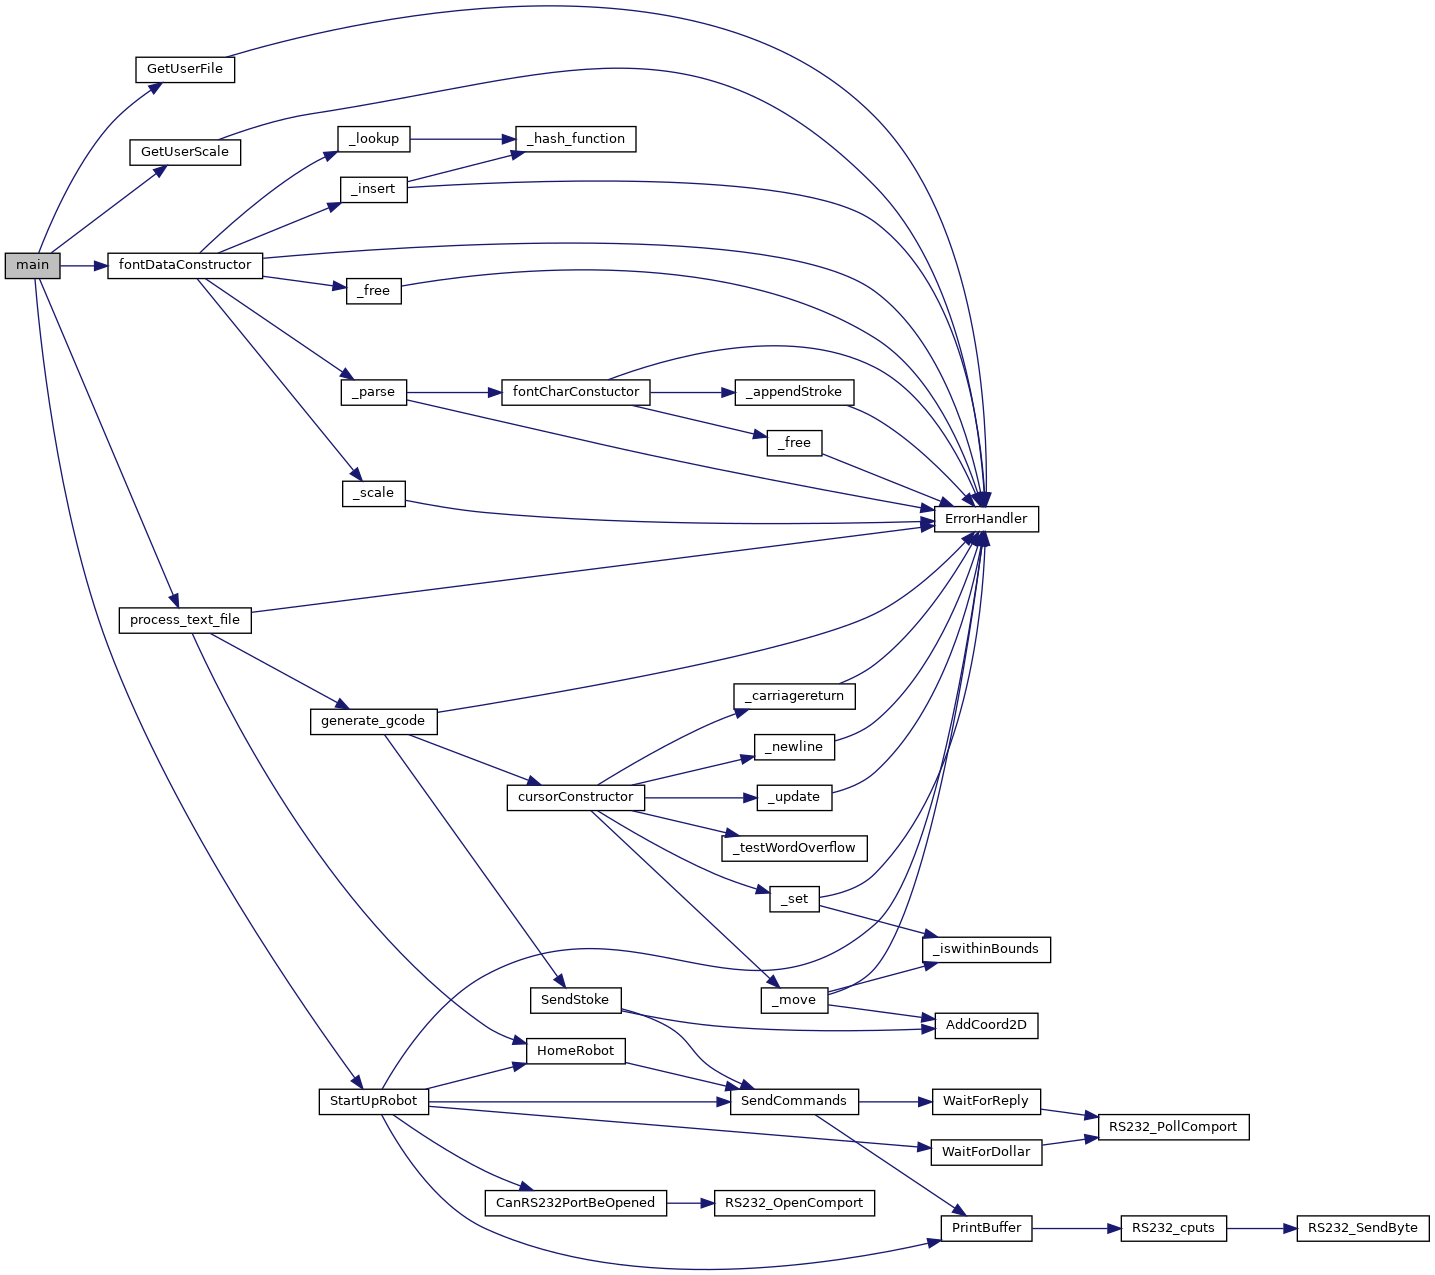 GetUserFile
_lookup
_hash_function
GetUserScale
_insert
main
fontDataConstructor
_free
_parse
fontCharConstuctor
_appendStroke
_free
_scale
ErrorHandler
process_text_file
_carriagereturn
generate_gcode
_newline
cursorConstructor
_update
_testWordOverflow
_set
_iswithinBounds
SendStoke
_move
AddCoord2D
HomeRobot
StartUpRobot
SendCommands
WaitForReply
RS232_PollComport
WaitForDollar
CanRS232PortBeOpened
RS232_OpenComport
PrintBuffer
RS232_cputs
RS232_SendByte